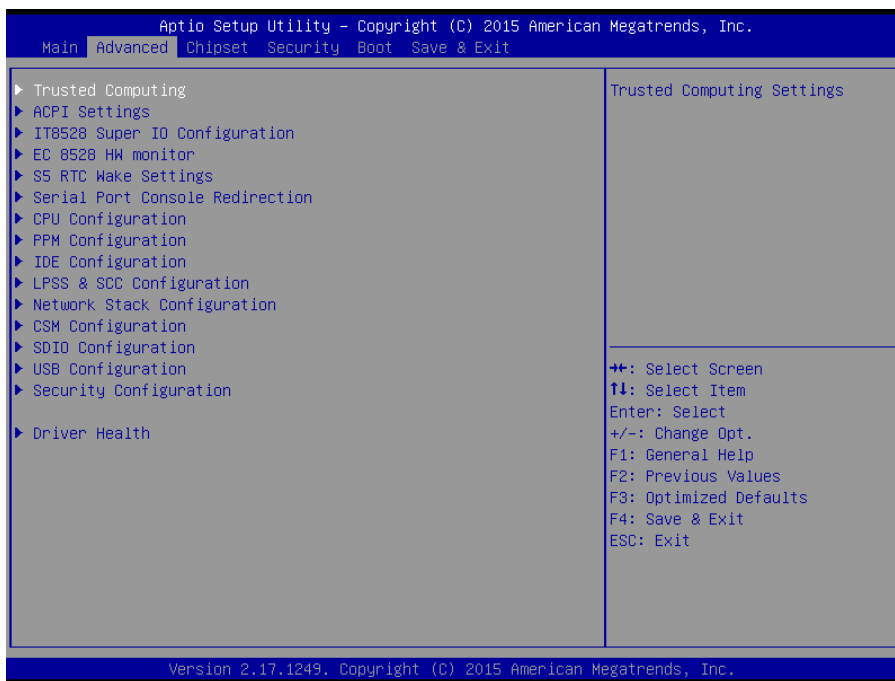 Aptio Setup Utility – Copyright (C) 2015 American Megatrends, Inc.
Main Advanced Chipset Security Boot Save & Exit
Trusted Computing
ACPI Settings
IT8528 Super IO Configuration
EC 8528 HW monitor
S5 RTC Wake Settings
Serial Port Console Redirection
CPU Configuration
PPM Configuration
IDE Configuration
LPSS & SCC Configuration
Network Stack Configuration
CSM Configuration
SDIO Configuration
USB Configuration
Security Configuration
Driver Health
Trusted Computing Settings
→←: Select Screen
↑↓: Select Item
Enter: Select
+/-: Change Opt.
F1: General Help
F2: Previous Values
F3: Optimized Defaults
F4: Save & Exit
ESC: Exit
Version 2.17.1249. Copyright (C) 2015 American Megatrends, Inc.